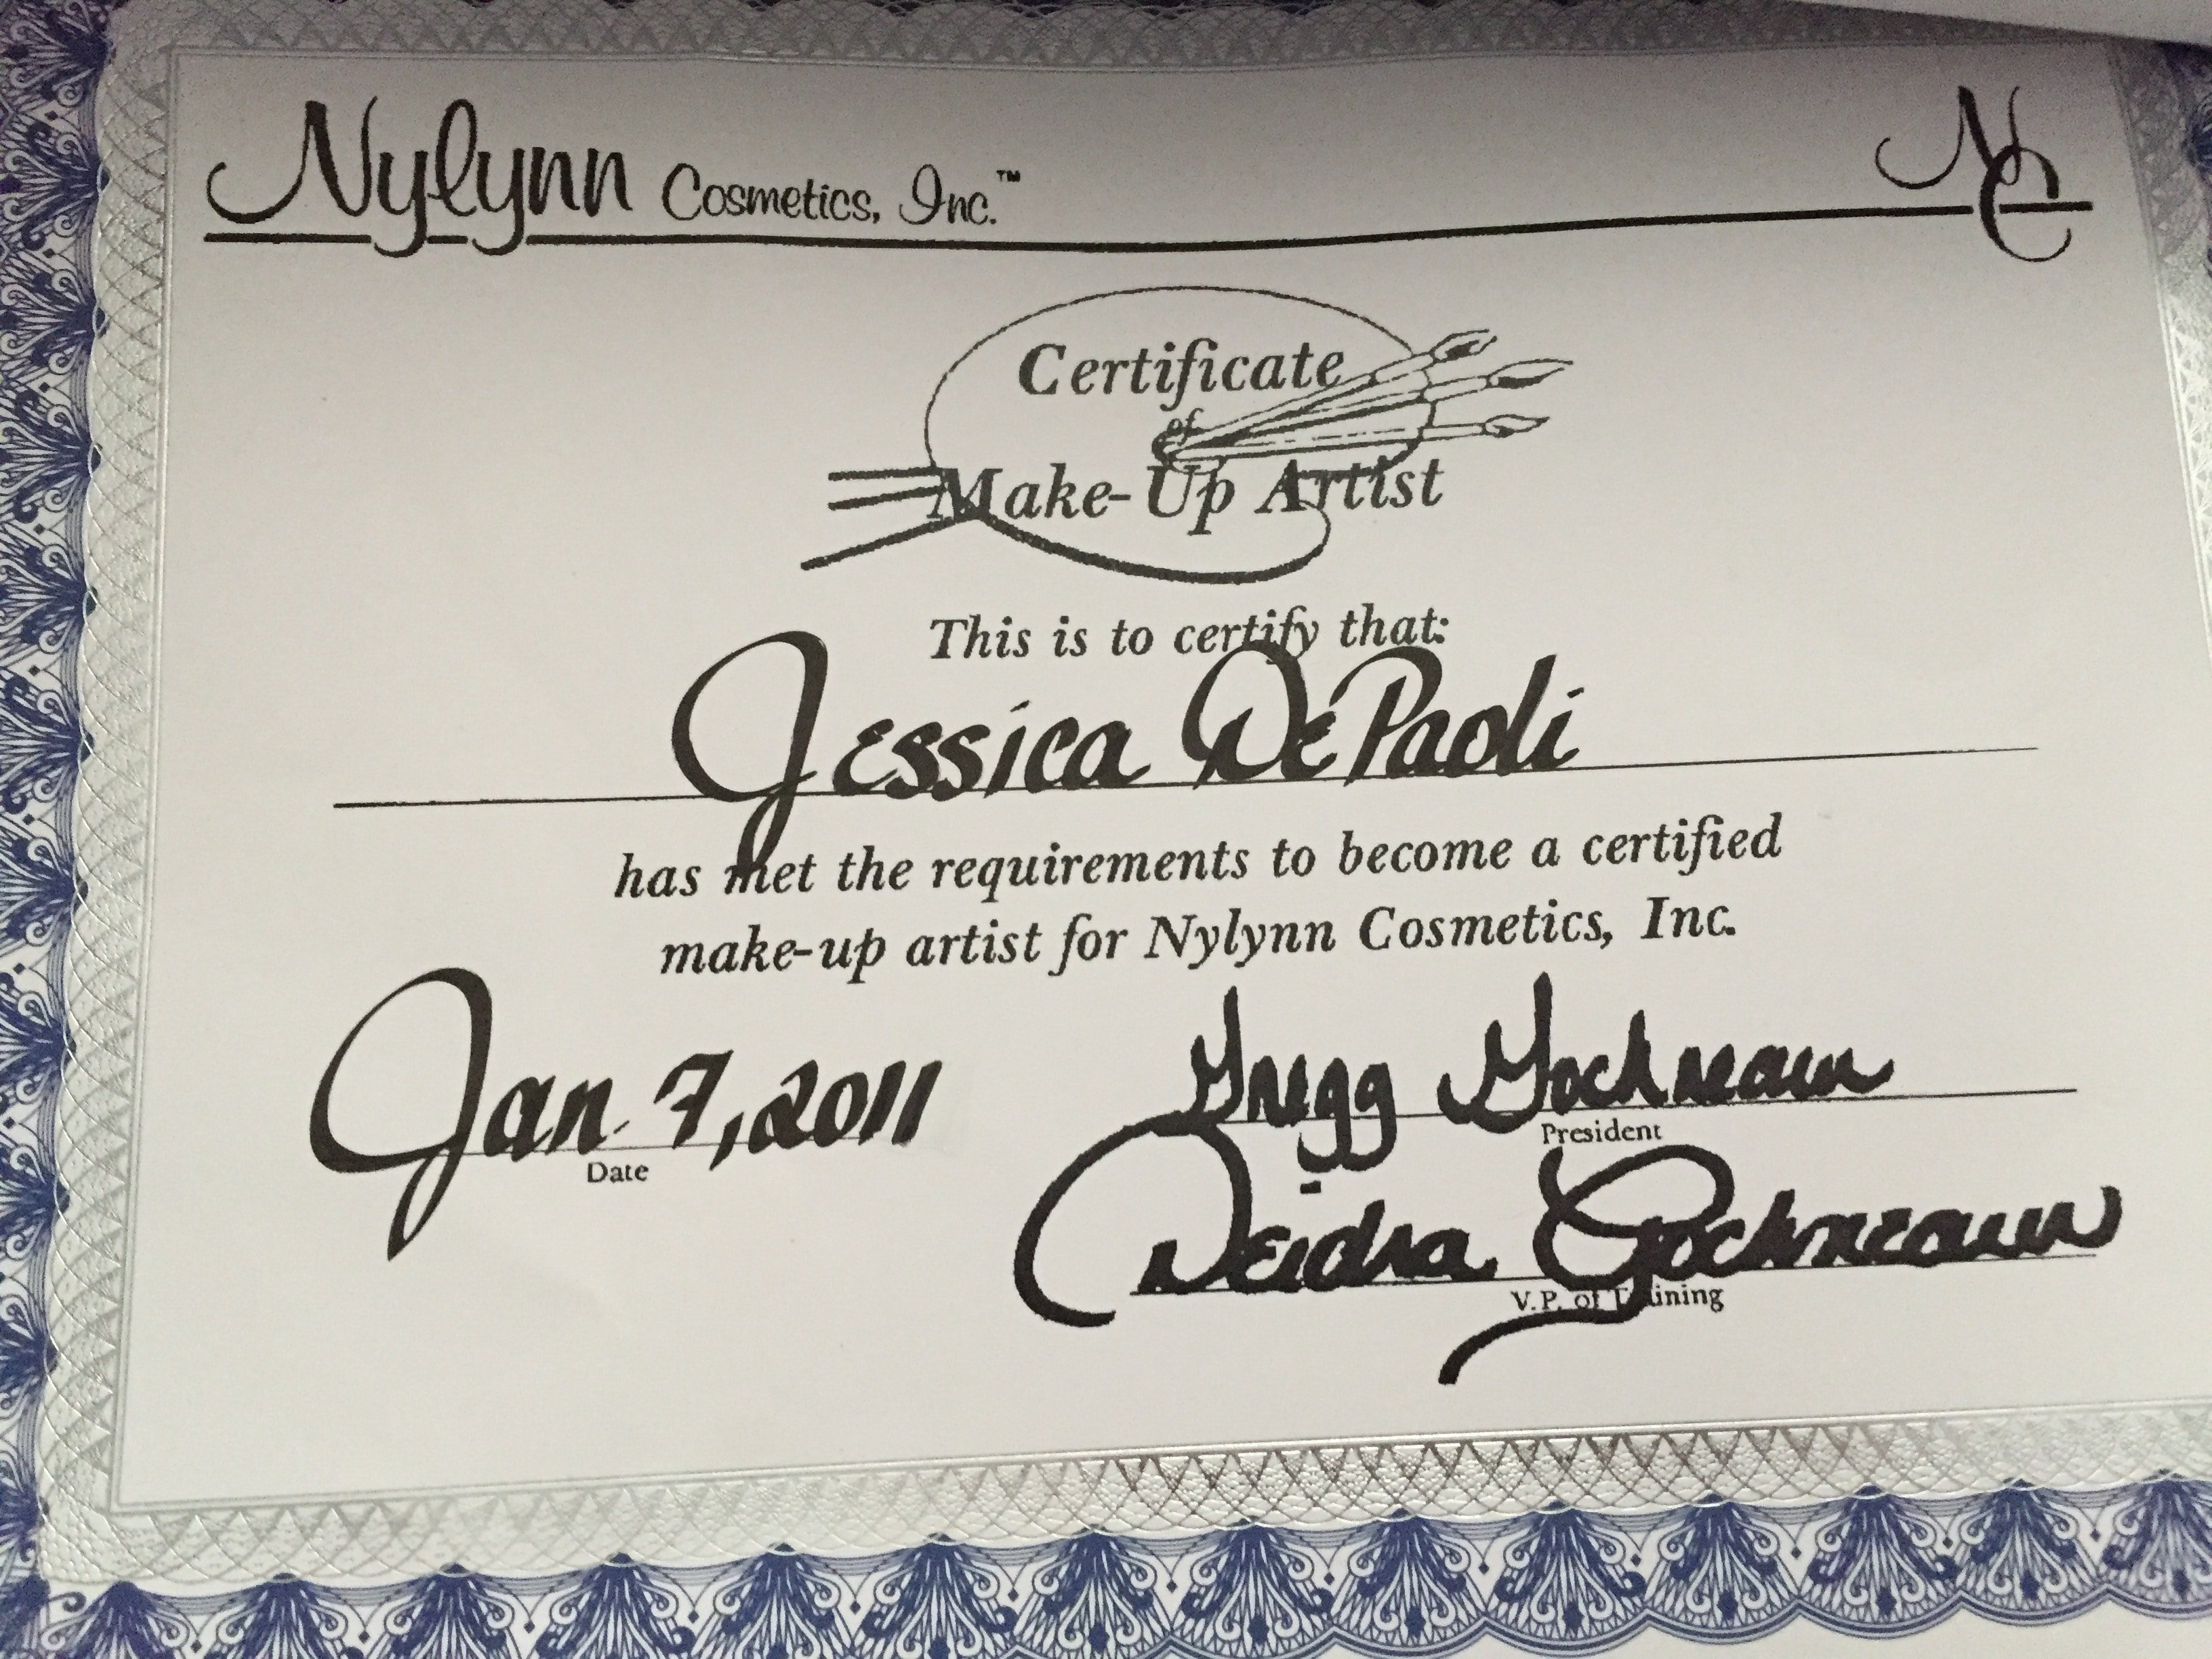 Nylynn Cosmetics, Inc.™ NC
Certificate
of
Make-Up Artist
This is to certify that:
Jessica DePaoli
has met the requirements to become a certified
make-up artist for Nylynn Cosmetics, Inc.
Jan 7, 2011
Date
Gregg Gochneaur
President
Deidra Gochneaur
V.P. of Training